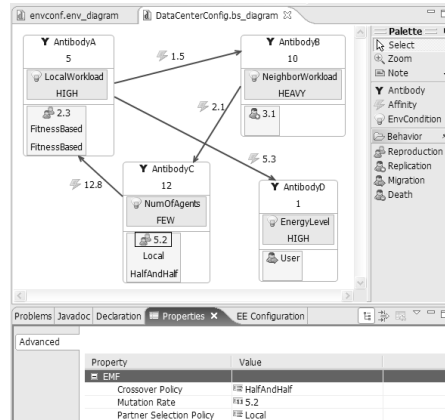 envconf.env_diagram
DataCenterConfig.bs_diagram
AntibodyA
5
LocalWorkload
HIGH
2.3
FitnessBased
FitnessBased
1.5
AntibodyB
10
NeighborWorkload
HEAVY
3.1
2.1
5.3
12.8
AntibodyC
12
NumOfAgents
FEW
5.2
Local
HalfAndHalf
AntibodyD
1
EnergyLevel
HIGH
User
Palette
Select
Zoom
Note
Antibody
Affinity
EnvCondition
Behavior
Reproduction
Replication
Migration
Death
Problems Javadoc Declaration Properties EE Configuration
Advanced
Property Value
EMF
Crossover Policy HalfAndHalf
Mutation Rate 5.2
Partner Selection Policy Local